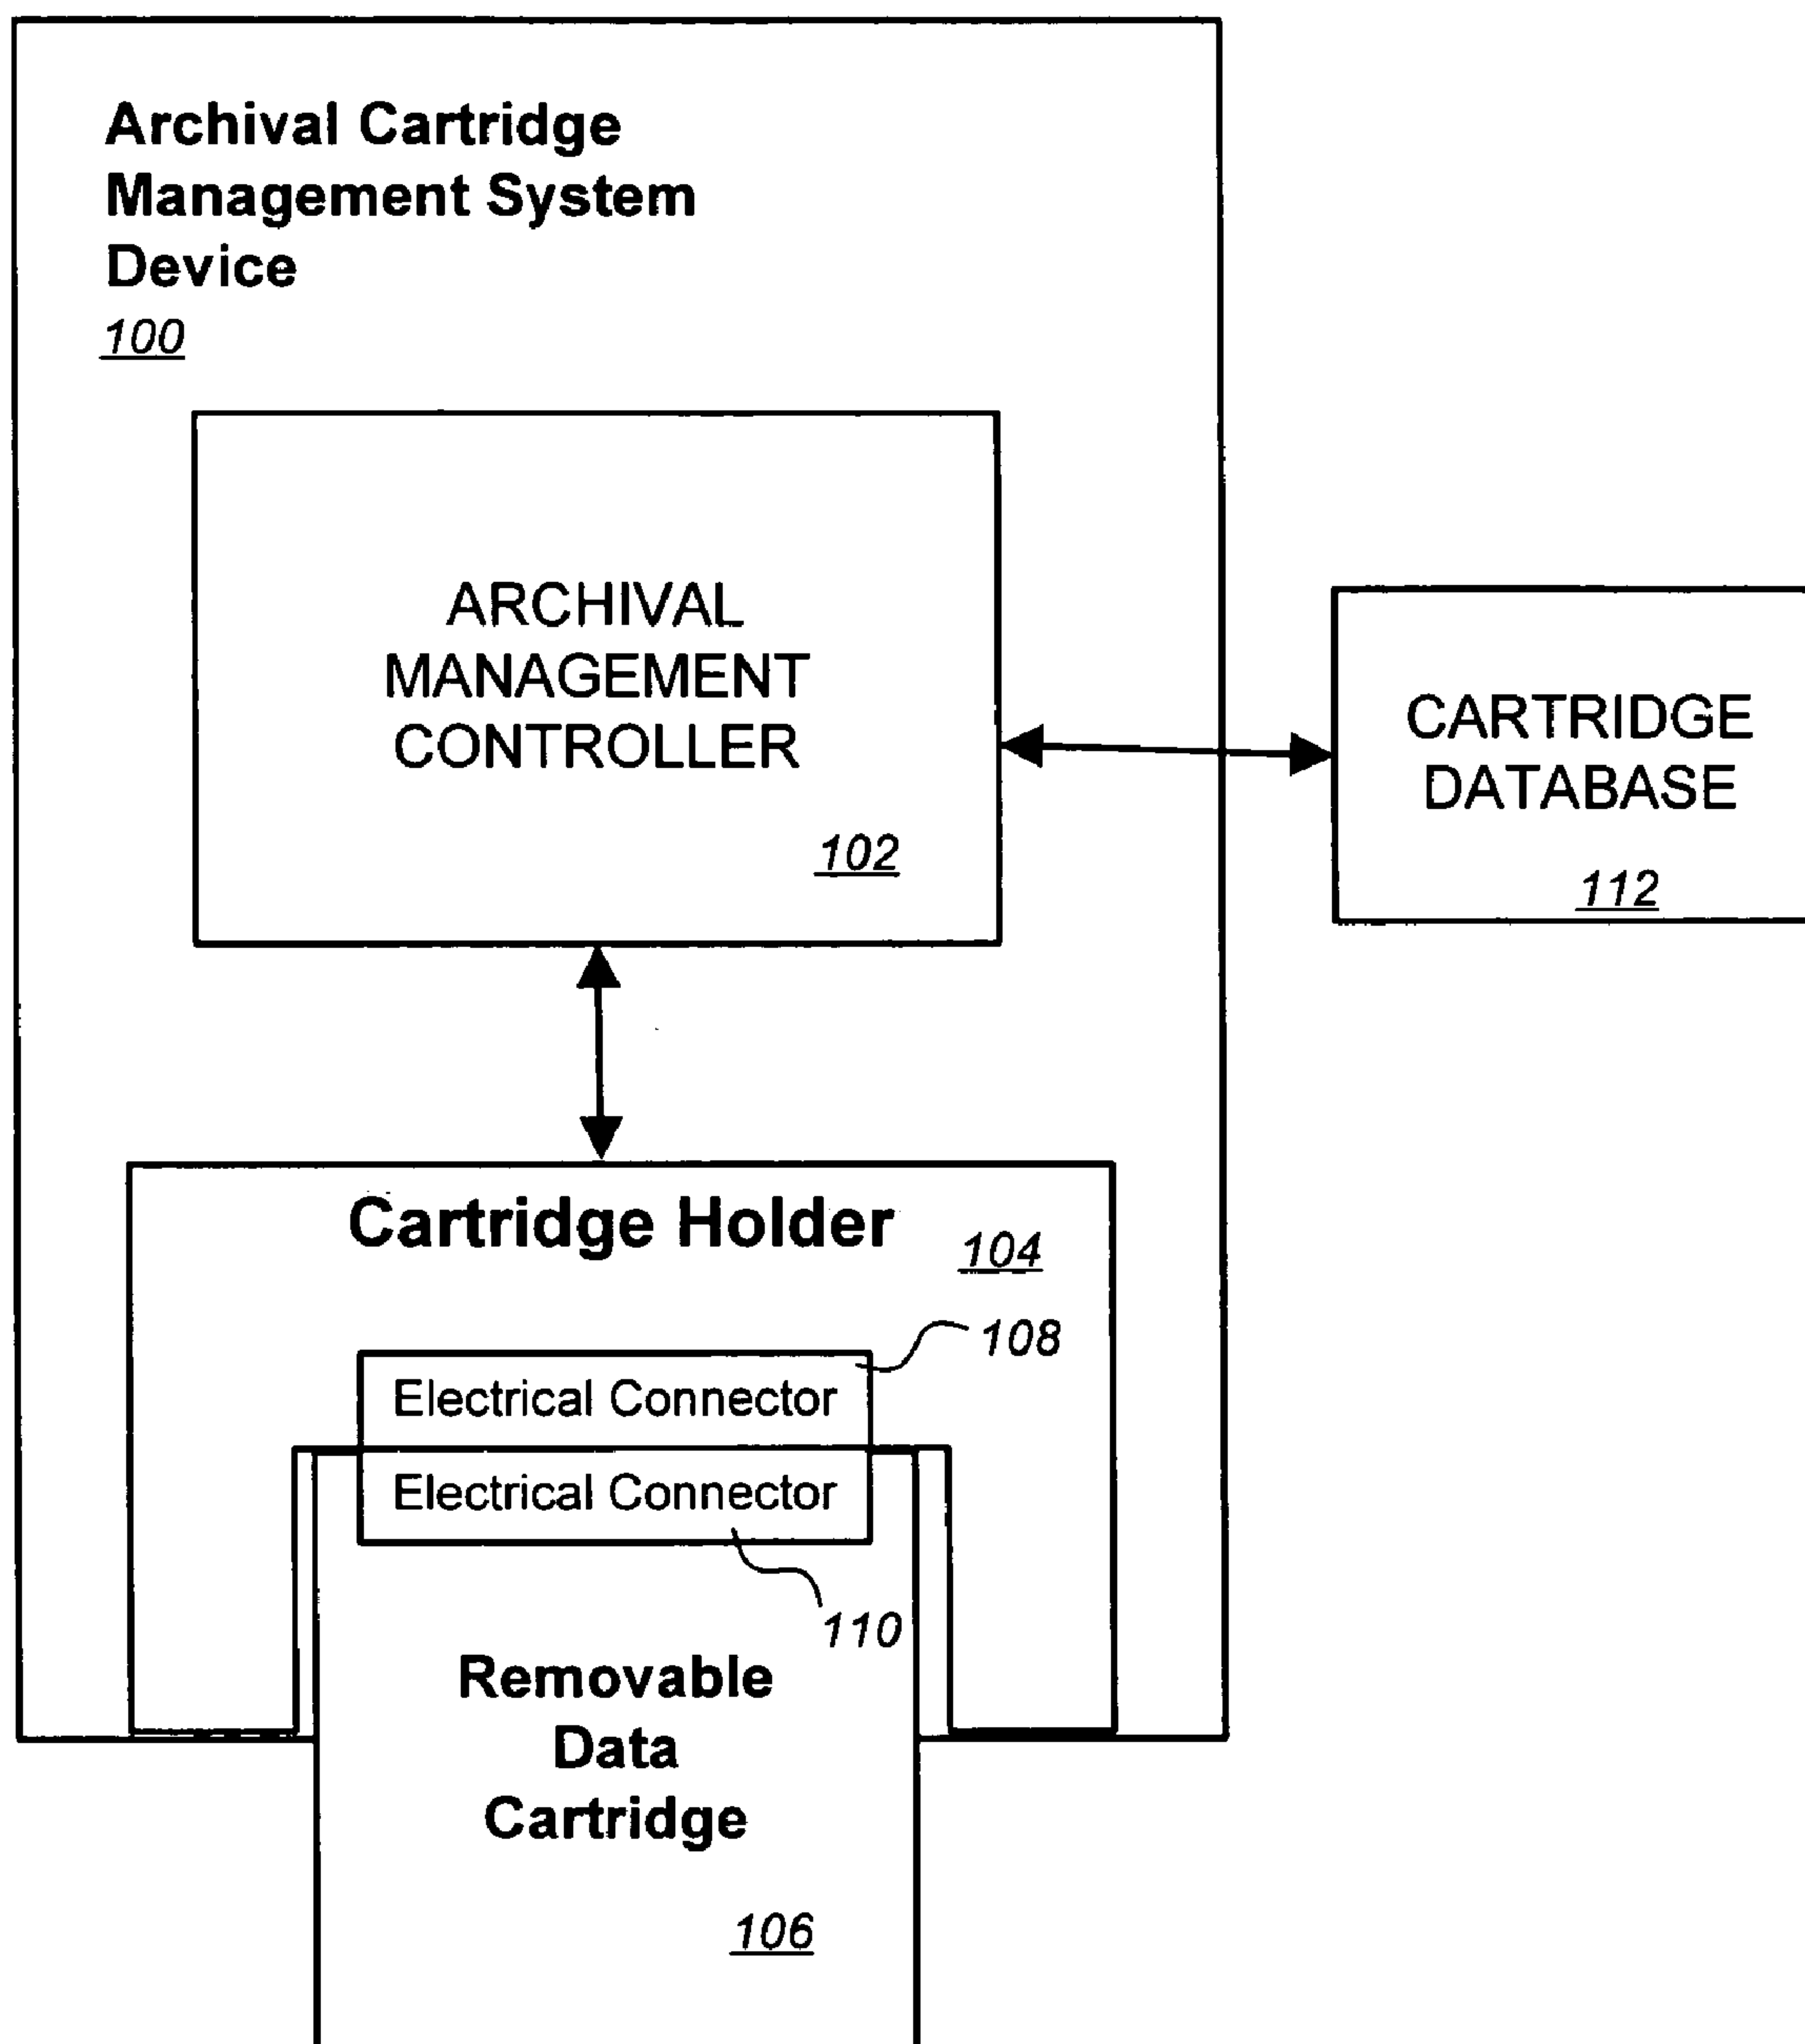 Archival Cartridge
Management System
Device
100
ARCHIVAL
MANAGEMENT
CONTROLLER
102
CARTRIDGE
DATABASE
112
Cartridge Holder
104
108
Electrical Connector
Electrical Connector
110
Removable
Data
Cartridge
106